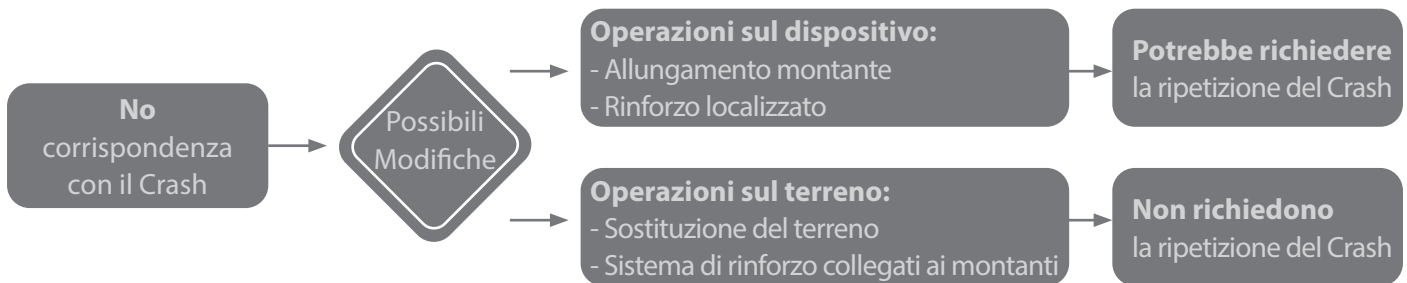 No
corrispondenza
con il Crash
Possibili
Modifiche
Operazioni sul dispositivo:
- Allungamento montante
- Rinforzo localizzato
Potrebbe richiedere
la ripetizione del Crash
Operazioni sul terreno:
- Sostituzione del terreno
- Sistema di rinforzo collegati ai montanti
Non richiedono
la ripetizione del Crash